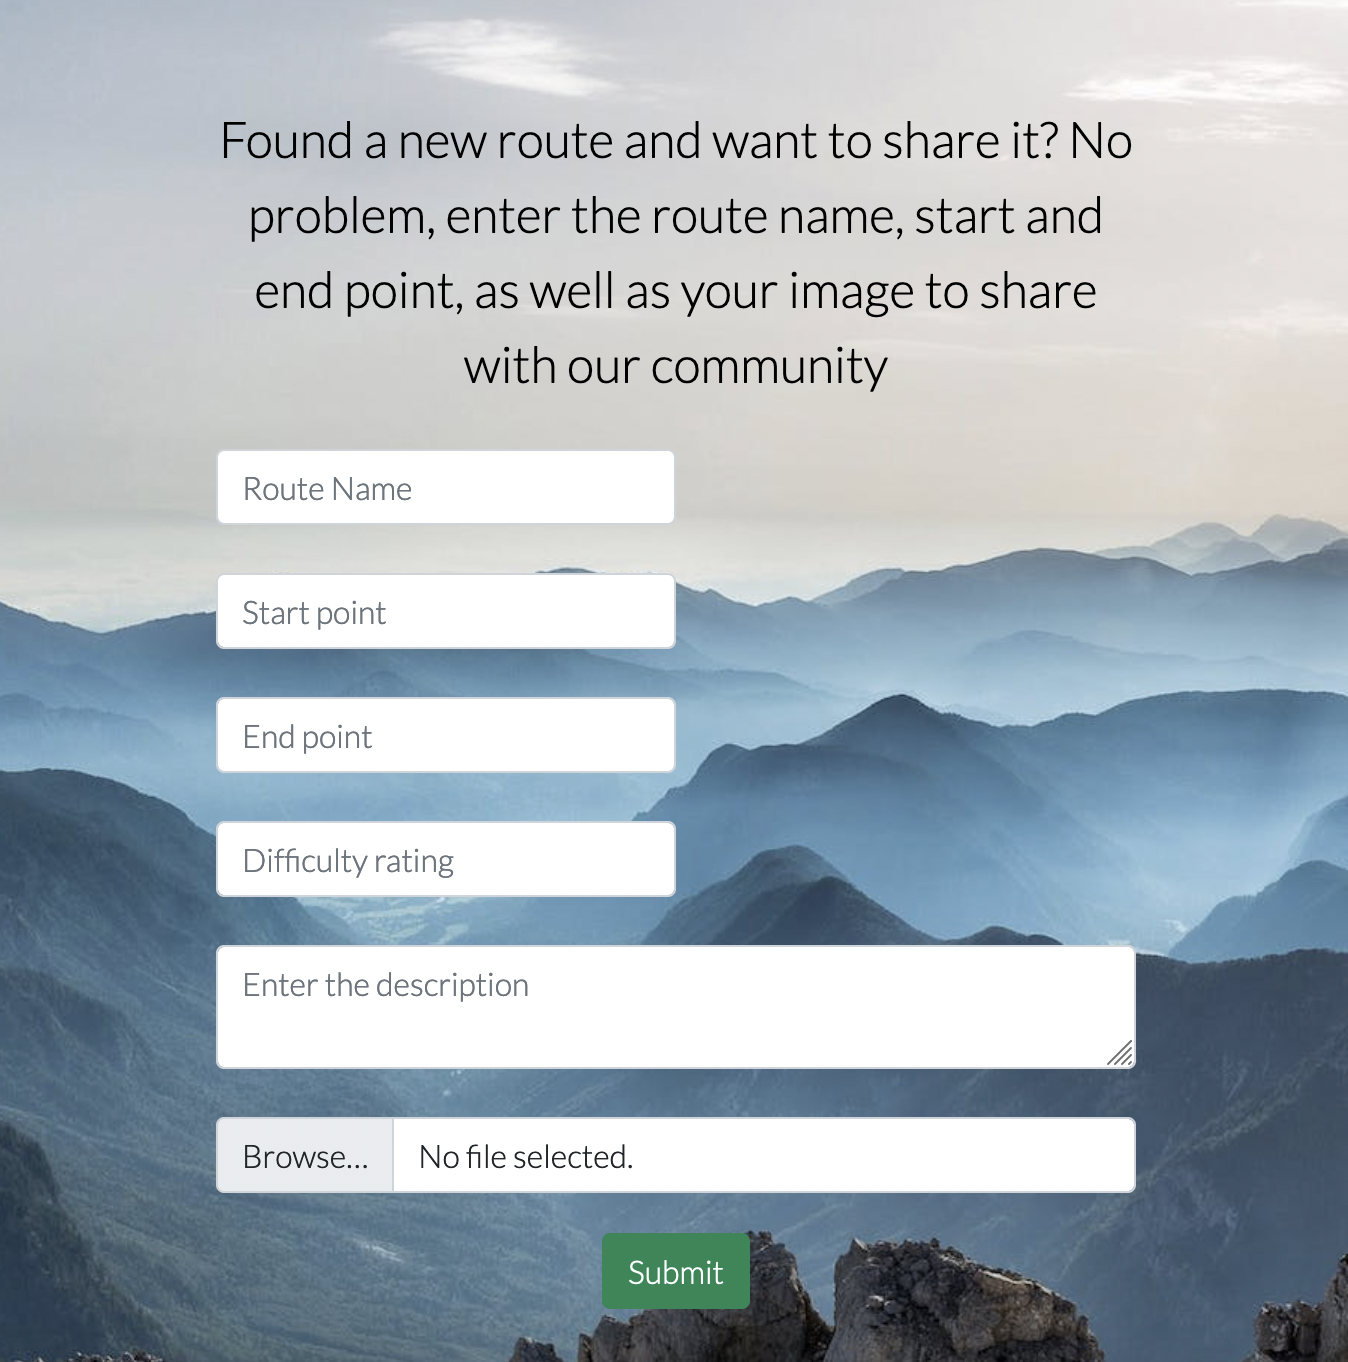 Found a new route and want to share it? No
problem, enter the route name, start and
end point, as well as your image to share
with our community
Route Name
Start point
End point
Difficulty rating
Enter the description
Browse... No file selected.
Submit